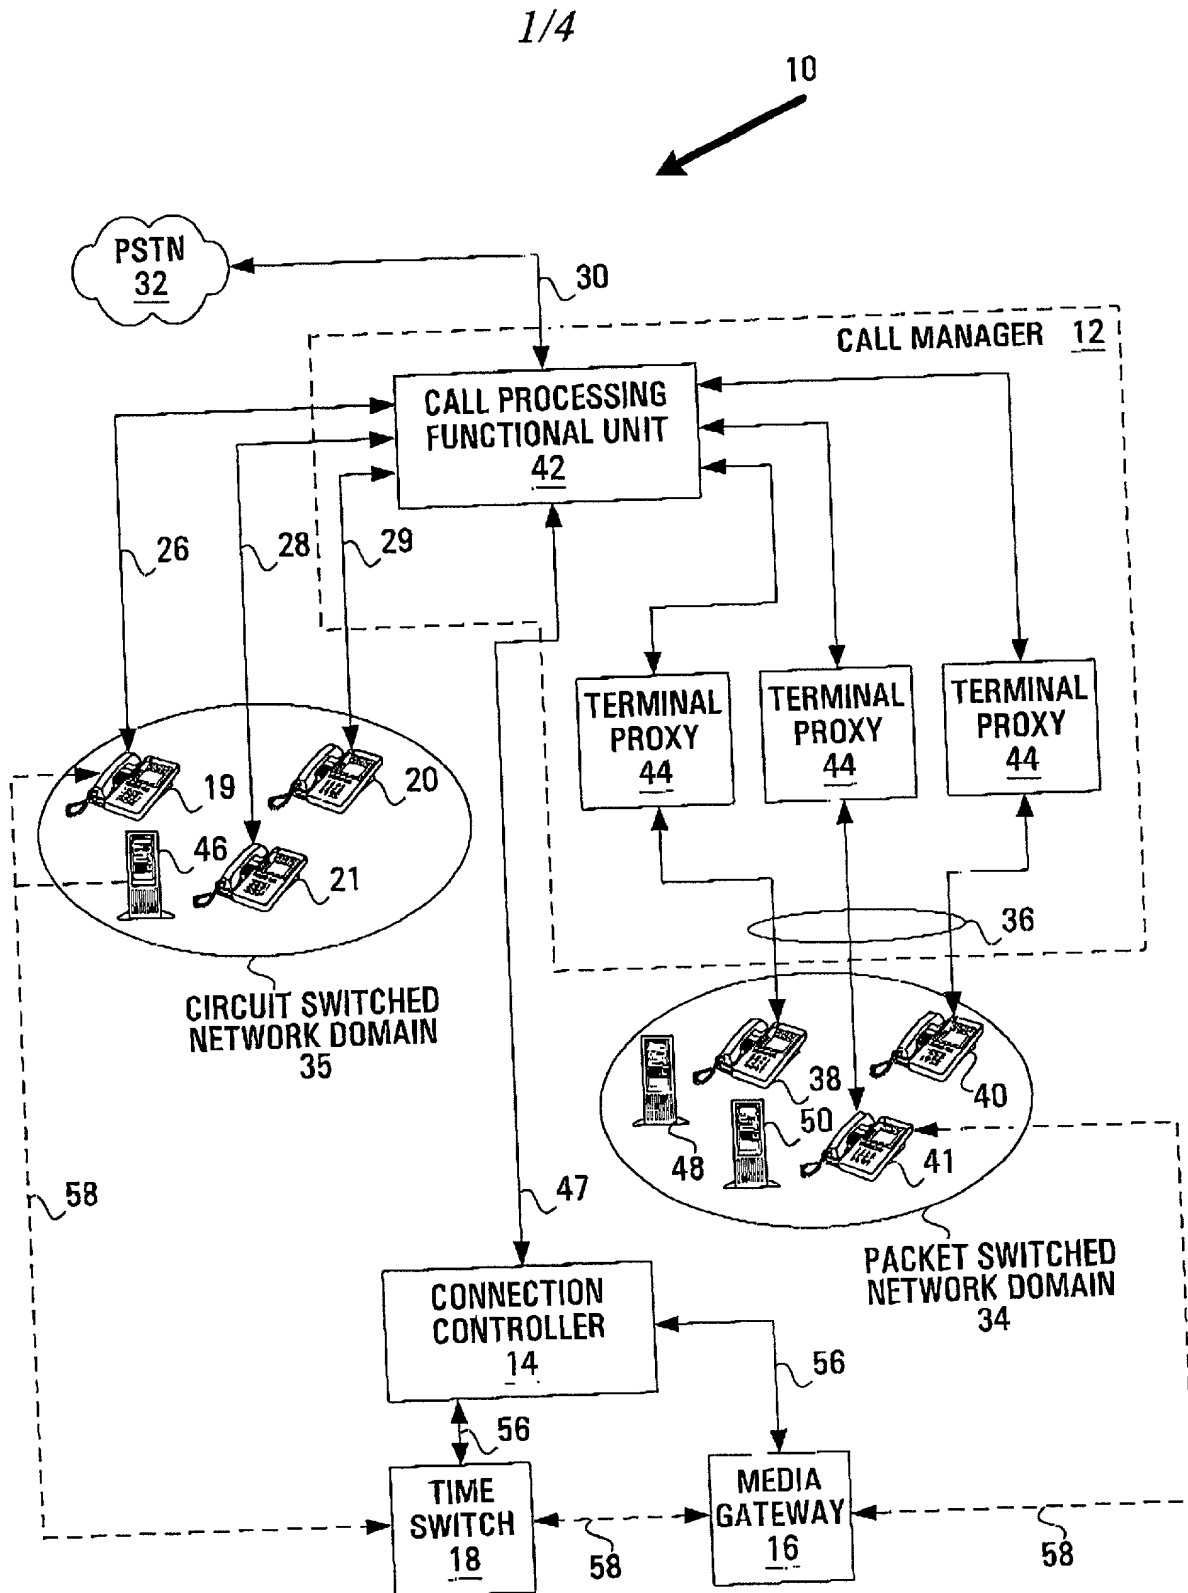 1/4
10
PSTN
32
30
CALL MANAGER 12
CALL PROCESSING
FUNCTIONAL UNIT
42
26
28
29
TERMINAL
PROXY
44
TERMINAL
PROXY
44
TERMINAL
PROXY
44
19
20
46
21
36
CIRCUIT SWITCHED
NETWORK DOMAIN
35
38
40
50
48
41
58
47
PACKET SWITCHED
NETWORK DOMAIN
34
CONNECTION
CONTROLLER
14
56
56
TIME
SWITCH
18
58
MEDIA
GATEWAY
16
58